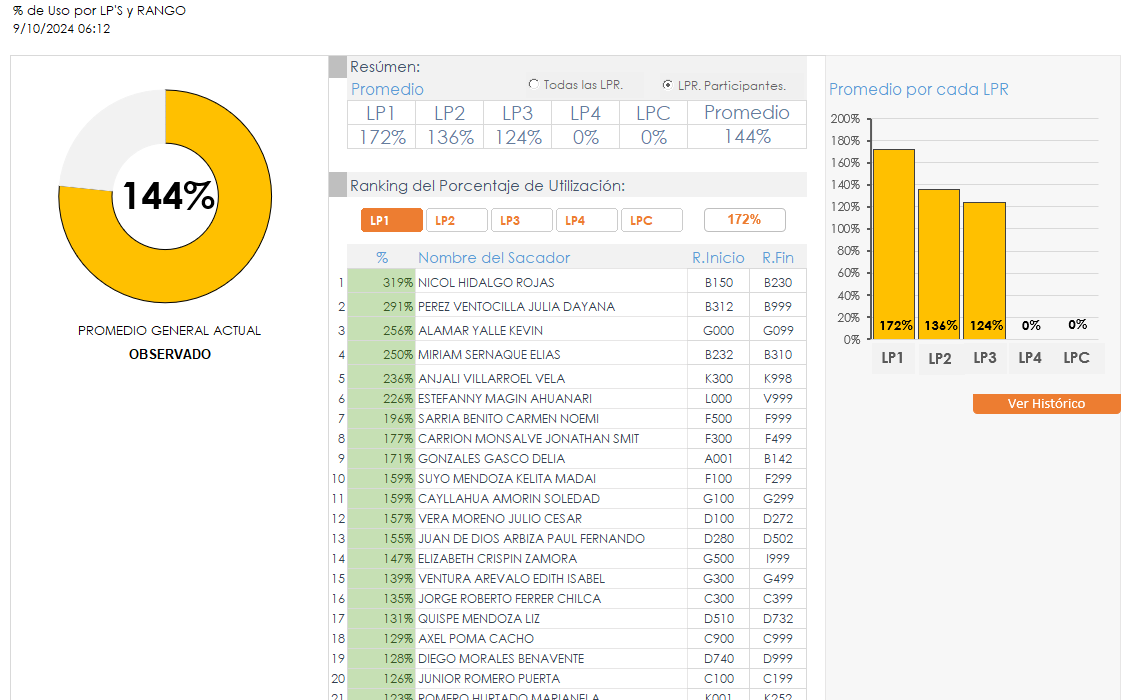 % de Uso por LP'S y RANGO
9/10/2024 06:12
144%
PROMEDIO GENERAL ACTUAL
OBSERVADO
Resúmen:
Promedio
Todas las LPR.
LPR. Participantes.
LP1 LP2 LP3 LP4 LPC Promedio
172% 136% 124% 0% 0% 144%
Ranking del Porcentaje de Utilización:
LP1 LP2 LP3 LP4 LPC 172%
% Nombre del Sacador R.Inicio R.Fin
1 319% NICOL HIDALGO ROJAS B150 B230
2 291% PEREZ VENTOCILLA JULIA DAYANA B312 B999
3 256% ALAMAR YALLE KEVIN G000 G099
4 250% MIRIAM SERNAQUE ELIAS B232 B310
5 236% ANJALI VILLARROEL VELA K300 K998
6 226% ESTEFANNY MAGIN AHUANARI L000 V999
7 196% SARRIA BENITO CARMEN NOEMI F500 F999
8 177% CARRION MONSALVE JONATHAN SMIT F300 F499
9 171% GONZALES GASCO DELIA A001 B142
10 159% SUYO MENDOZA KELITA MADAI F100 F299
11 159% CAYLLAHUA AMORIN SOLEDAD G100 G299
12 157% VERA MORENO JULIO CESAR D100 D272
13 155% JUAN DE DIOS ARBIZA PAUL FERNANDO D280 D502
14 147% ELIZABETH CRISPIN ZAMORA G500 I999
15 139% VENTURA AREVALO EDITH ISABEL G300 G499
16 135% JORGE ROBERTO FERRER CHILCA C300 C399
17 131% QUISPE MENDOZA LIZ D510 D732
18 129% AXEL POMA CACHO C900 C999
19 128% DIEGO MORALES BENAVENTE D740 D999
20 126% JUNIOR ROMERO PUERTA C100 C199
21 123% ROMERO HURTADO MARIANELA K001 K252
Promedio por cada LPR
200%
180%
160%
140%
120%
100%
80%
60%
40%
20%
0%
172% 136% 124% 0% 0%
LP1 LP2 LP3 LP4 LPC
Ver Histórico